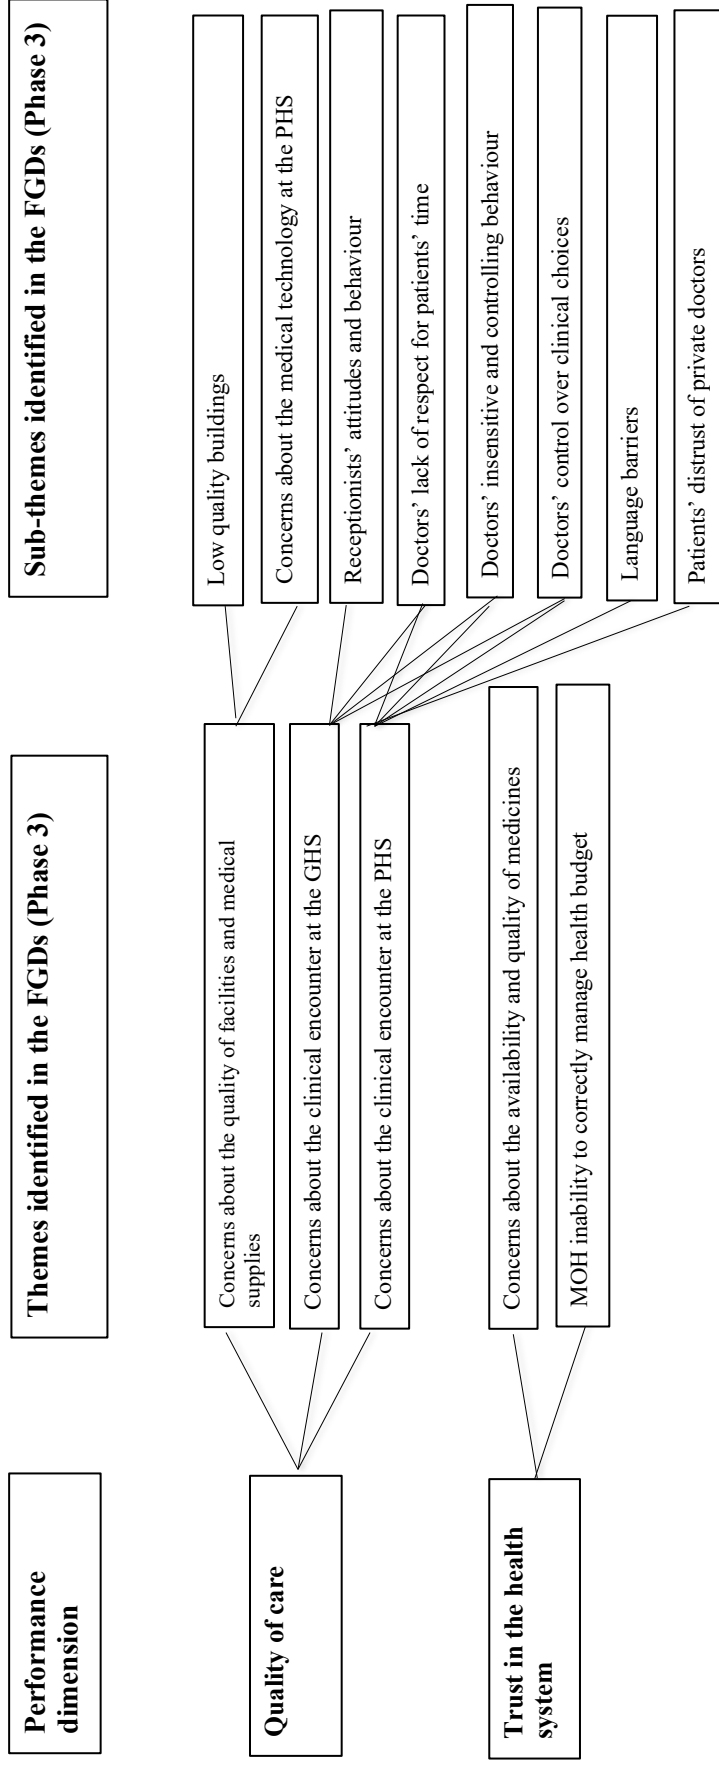 Performance
dimension
Themes identified in the FGDs (Phase 3)
Sub-themes identified in the FGDs (Phase 3)
Quality of care
Concerns about the quality of facilities and medical
supplies
Concerns about the clinical encounter at the GHS
Concerns about the clinical encounter at the PHS
Low quality buildings
Concerns about the medical technology at the PHS
Receptionists’ attitudes and behaviour
Doctors’ lack of respect for patients’ time
Doctors’ insensitive and controlling behaviour
Doctors’ control over clinical choices
Language barriers
Patients’ distrust of private doctors
Trust in the health
system
Concerns about the availability and quality of medicines
MOH inability to correctly manage health budget